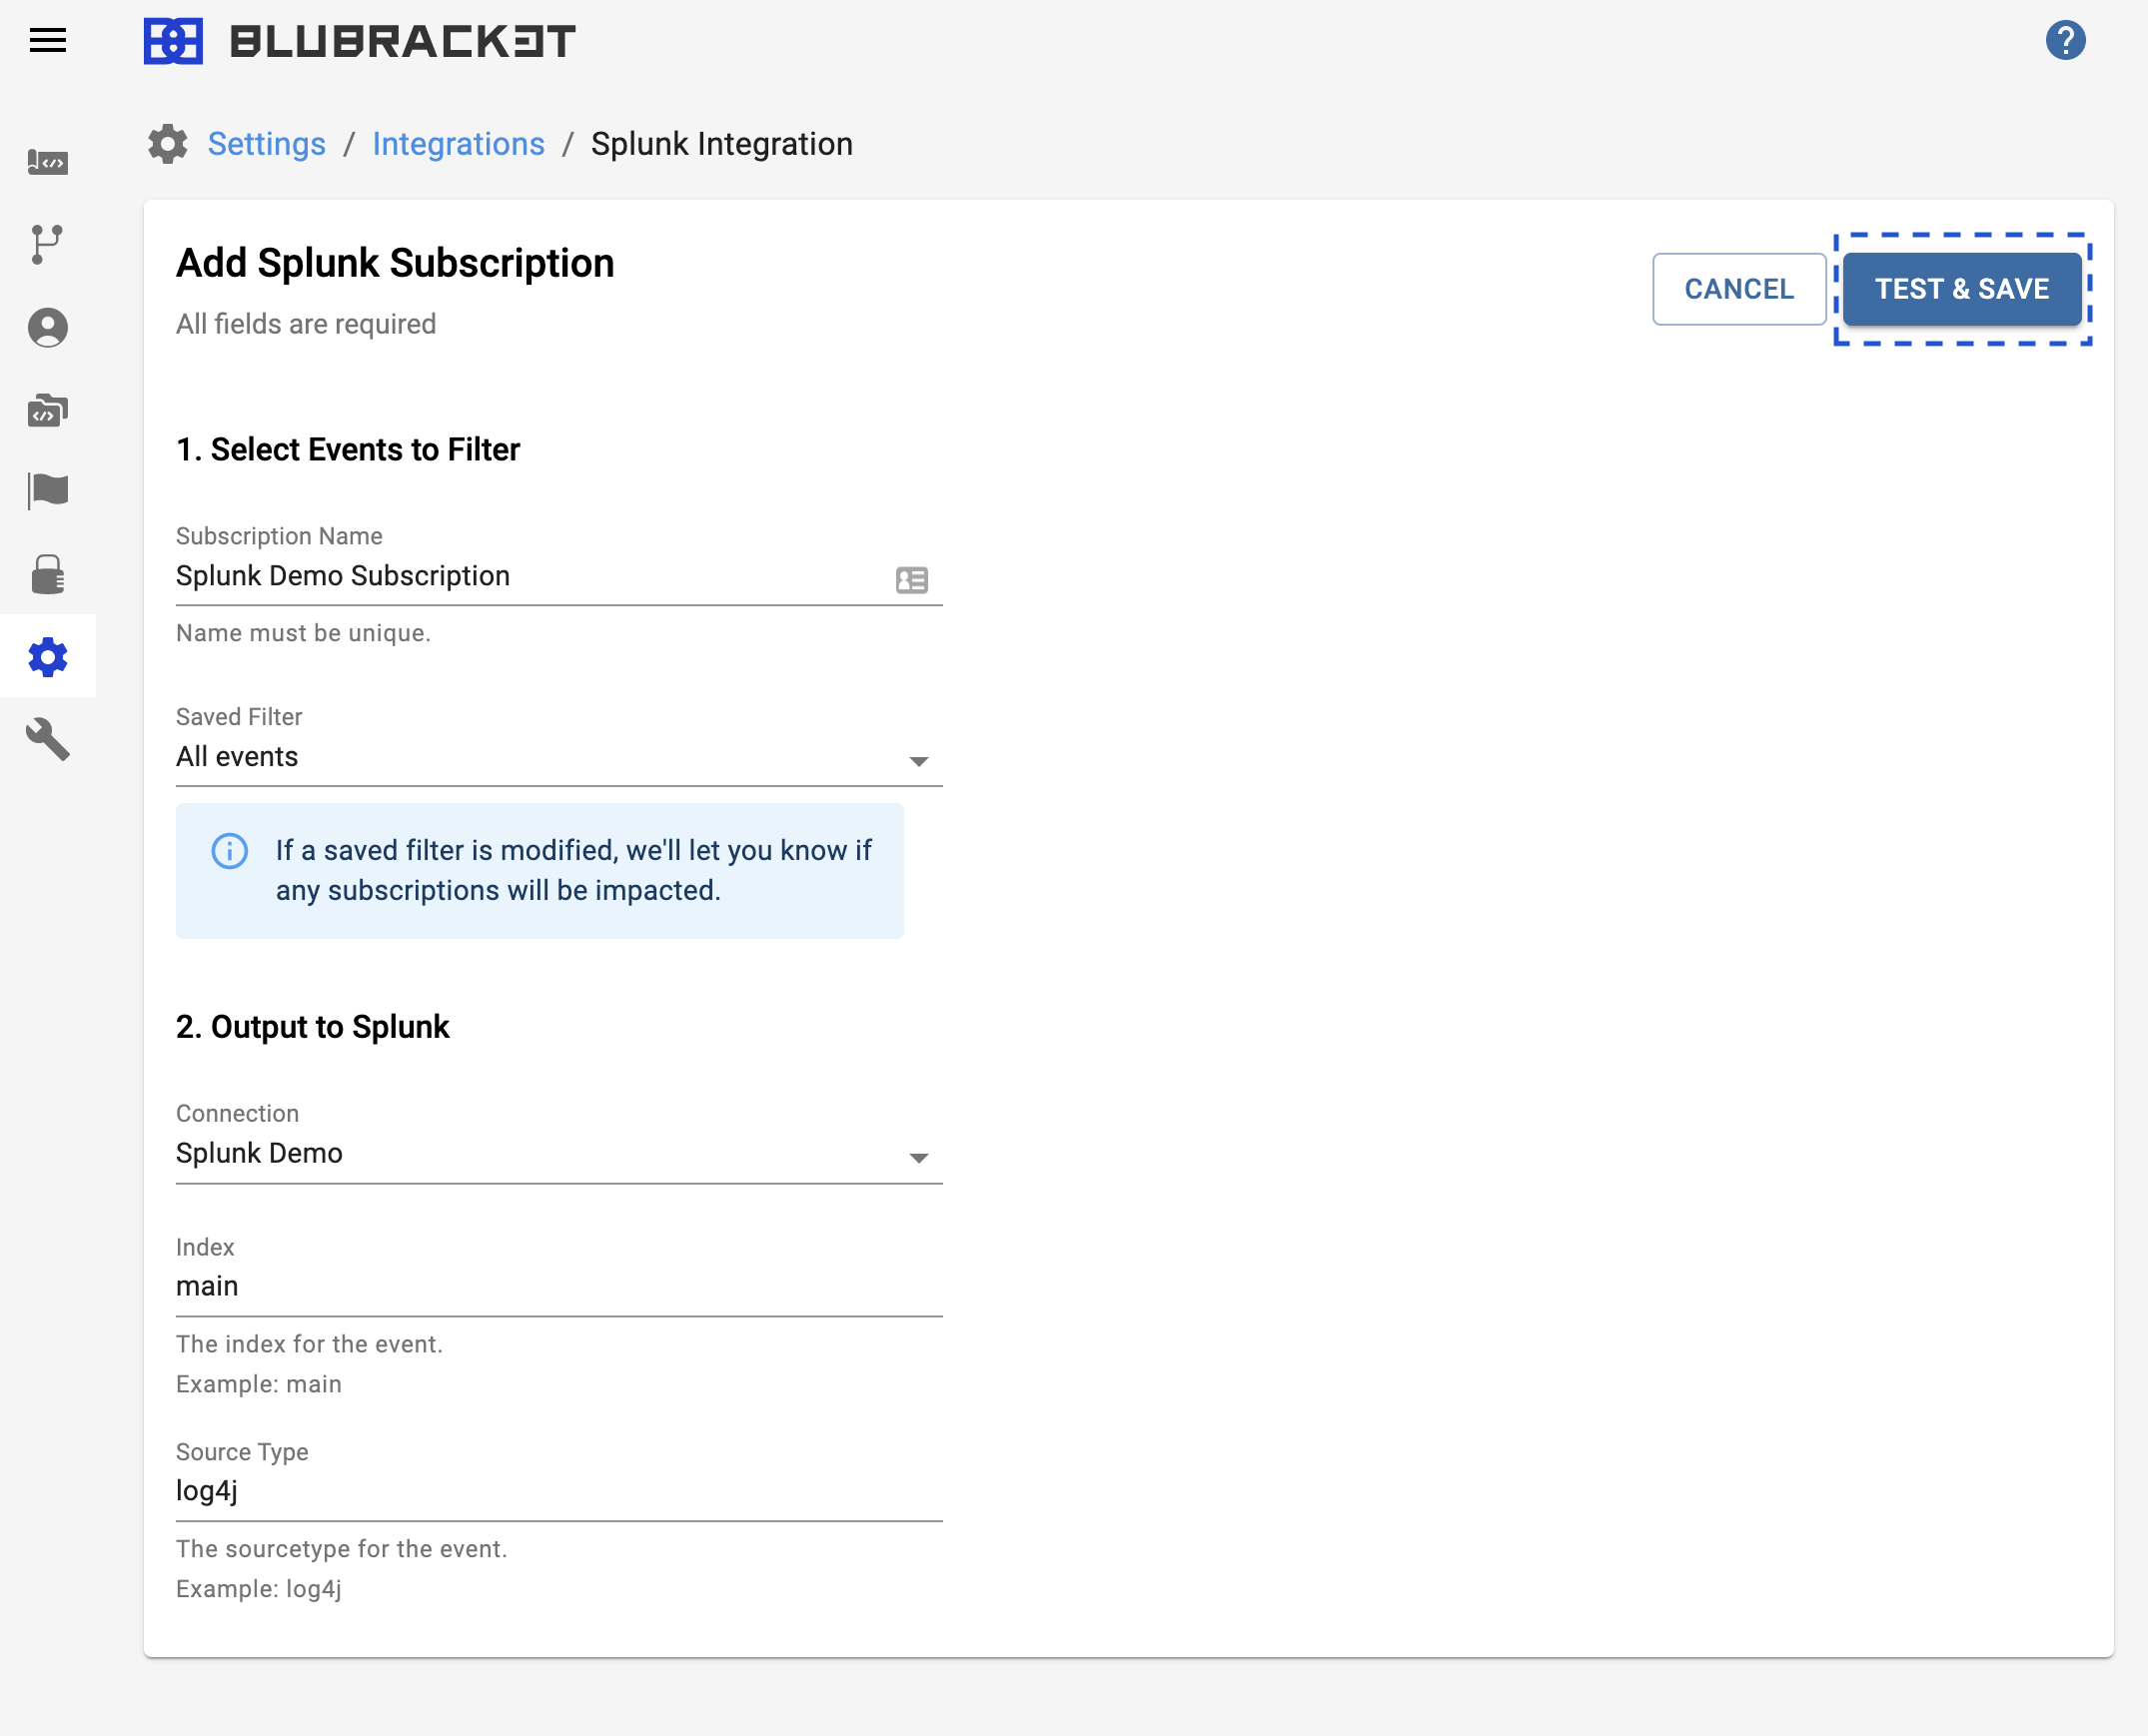 BLUBRACKET
Settings / Integrations / Splunk Integration
Add Splunk Subscription
All fields are required
CANCEL
TEST & SAVE
1. Select Events to Filter
Subscription Name
Splunk Demo Subscription
Name must be unique.
Saved Filter
All events
If a saved filter is modified, we'll let you know if
any subscriptions will be impacted.
2. Output to Splunk
Connection
Splunk Demo
Index
main
The index for the event.
Example: main
Source Type
log4j
The sourcetype for the event.
Example: log4j